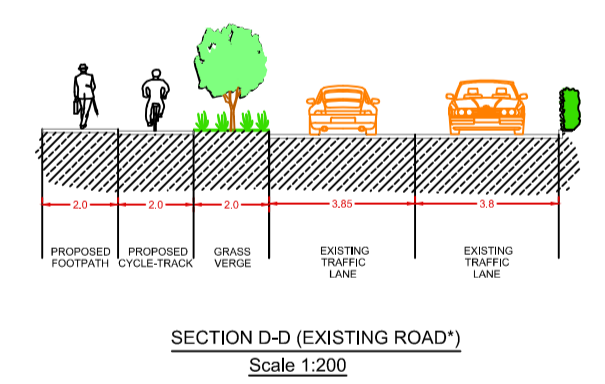 2.0
2.0
2.0
3.85
3.8
PROPOSED
FOOTPATH
PROPOSED
CYCLE-TRACK
GRASS
VERGE
EXISTING
TRAFFIC
LANE
EXISTING
TRAFFIC
LANE
SECTION D-D (EXISTING ROAD*)
Scale 1:200